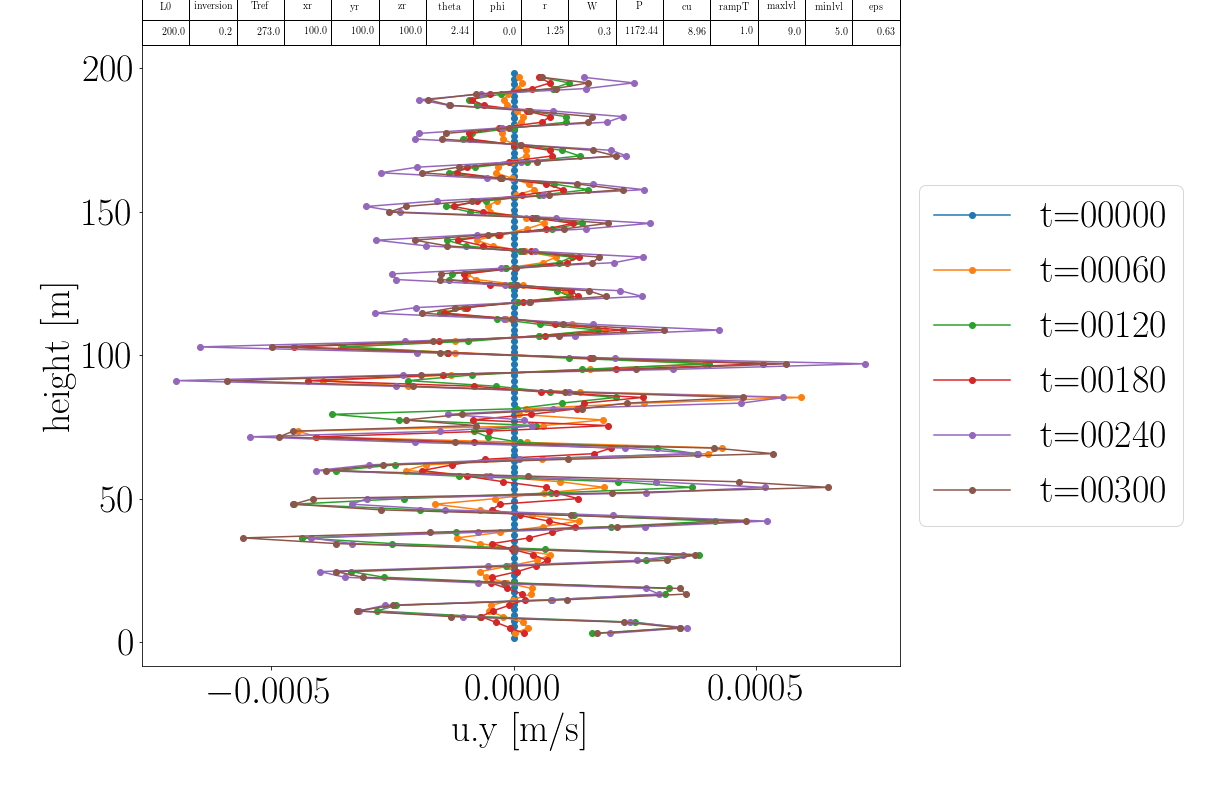 L0 inversion Tref xr yr zr theta phi r W P cu rampT maxlvl minlvl eps
200.0 0.2 273.0 100.0 100.0 100.0 2.44 0.0 1.25 0.3 1172.44 8.96 1.0 9.0 5.0 0.63
200
150
100
50
0
height [m]
−0.0005 0.0000 0.0005
u.y [m/s]
t=00000
t=00060
t=00120
t=00180
t=00240
t=00300